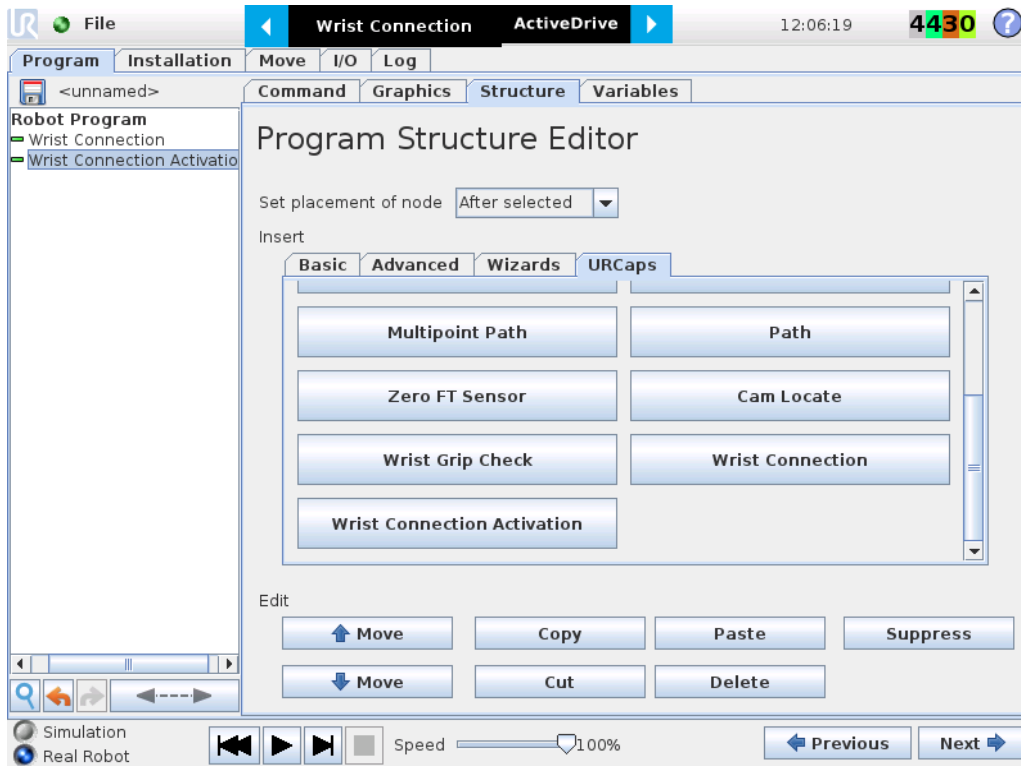 UR File Wrist Connection ActiveDrive 12:06:19 4430 ?
Program Installation Move I/O Log
<unnamed> Command Graphics Structure Variables
Robot Program
Wrist Connection
Wrist Connection Activatio
Program Structure Editor
Set placement of node After selected
Insert
Basic Advanced Wizards URCaps
Multipoint Path Path
Zero FT Sensor Cam Locate
Wrist Grip Check Wrist Connection
Wrist Connection Activation
Edit
Move Copy Paste Suppress
Move Cut Delete
Simulation
Real Robot
Speed 100% Previous Next